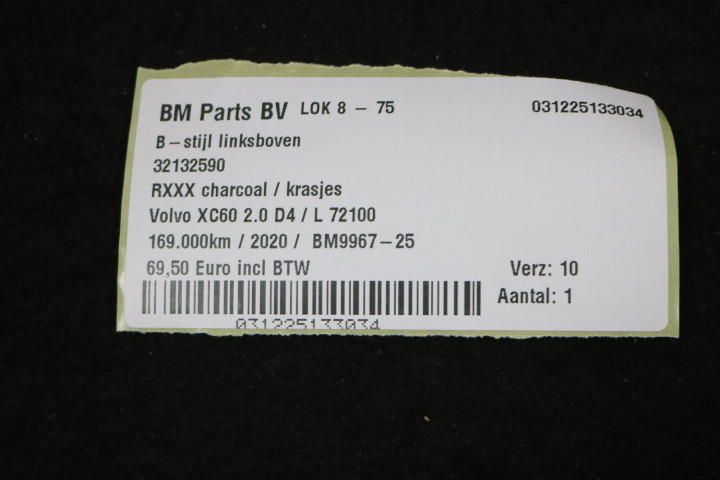 BM Parts BV LOK 8 - 75 031225133034
B-stijl linksboven
32132590
RXXX charcoal / krasjes
Volvo XC60 2.0 D4 / L 72100
169.000km / 2020 / BM9967-25
69,50 Euro incl BTW Verz: 10
Aantal: 1
031225133034